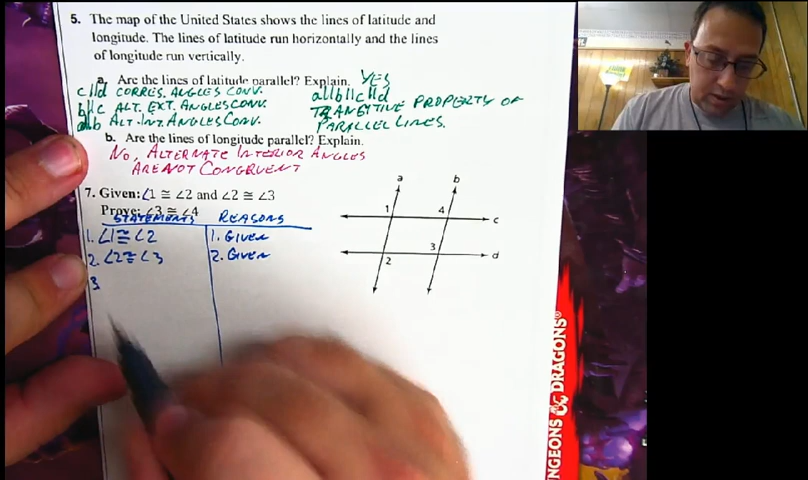 5. The map of the United States shows the lines of latitude and
longitude. The lines of latitude run horizontally and the lines
of longitude run vertically.
a. Are the lines of latitude parallel? Explain. YES
c||d CORRES. ANGLES CONV. a||b||c||d
b||c ALT. EXT. ANGLES CONV. TRANSITIVE PROPERTY OF
a||b ALT. INT. ANGLES CONV. PARALLEL LINES.
b. Are the lines of longitude parallel? Explain.
NO, ALTERNATE INTERIOR ANGLES
ARE NOT CONGRUENT
7. Given: ∠1 ≅ ∠2 and ∠2 ≅ ∠3
Prove: ∠3 ≅ ∠4
STATEMENTS REASONS
1. ∠1 ≅ ∠2 1. GIVEN
2. ∠2 ≅ ∠3 2. GIVEN
3
a b
1 4 c
3
2 d
DUNGEONS & DRAGONS®